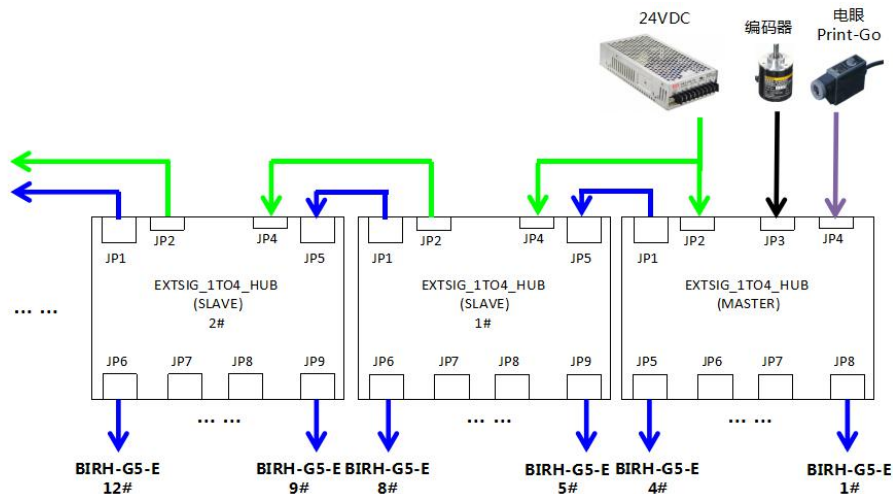 24VDC
编码器
电眼
Print-Go
JP1
JP2
JP4
JP5
EXTSIG_1TO4_HUB
(SLAVE)
2#
JP6
JP7
JP8
JP9
JP1
JP2
JP4
JP5
EXTSIG_1TO4_HUB
(SLAVE)
1#
JP6
JP7
JP8
JP9
JP1
JP2
JP3
JP4
EXTSIG_1TO4_HUB
(MASTER)
JP5
JP6
JP7
JP8
... ...
... ...
... ...
... ...
BIRH-G5-E
12#
BIRH-G5-E
9#
BIRH-G5-E
8#
BIRH-G5-E
5#
BIRH-G5-E
4#
BIRH-G5-E
1#